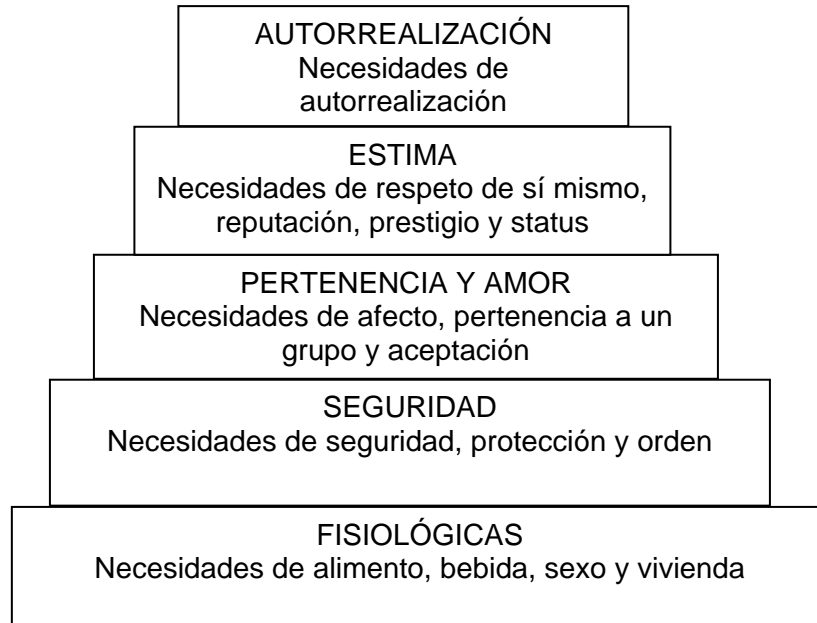 AUTORREALIZACIÓN
Necesidades de
autorrealización
ESTIMA
Necesidades de respeto de sí mismo,
reputación, prestigio y status
PERTENENCIA Y AMOR
Necesidades de afecto, pertenencia a un
grupo y aceptación
SEGURIDAD
Necesidades de seguridad, protección y orden
FISIOLÓGICAS
Necesidades de alimento, bebida, sexo y vivienda